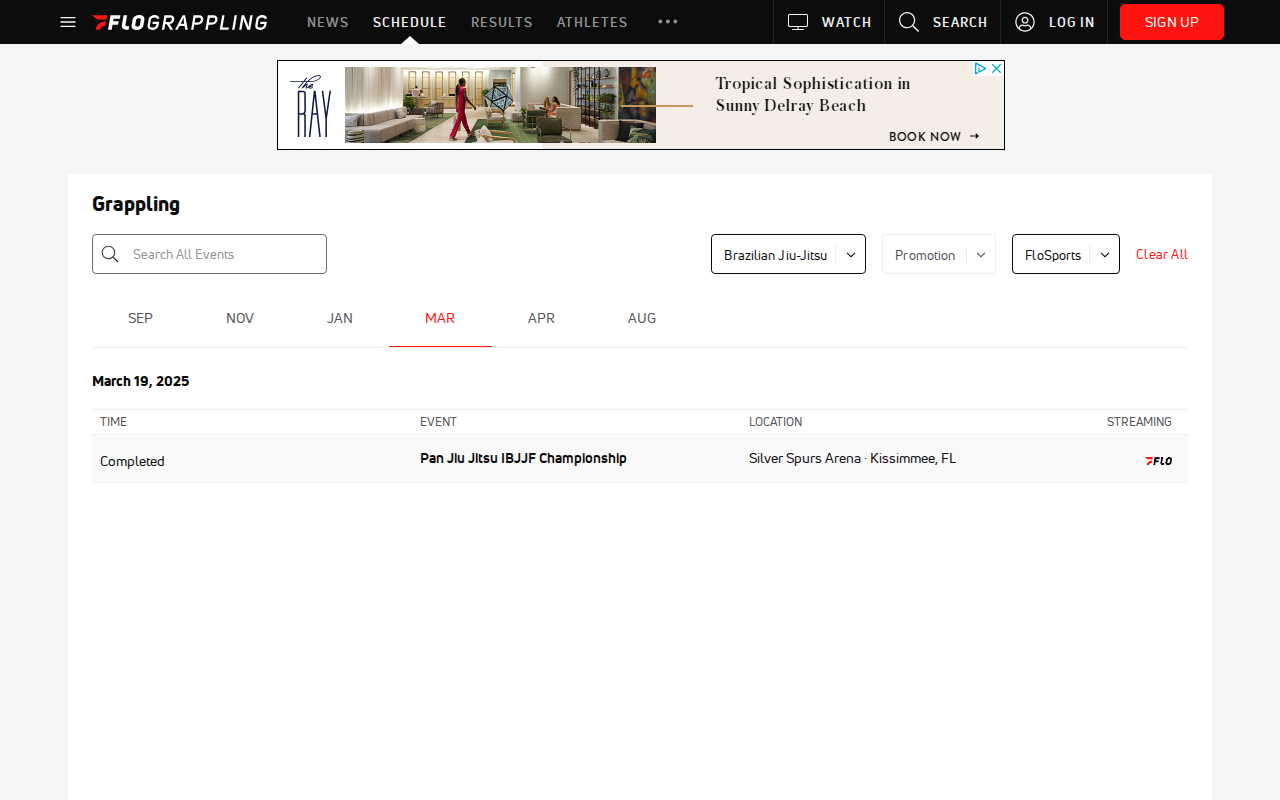 FLOGRAPPLING
NEWS
SCHEDULE
RESULTS
ATHLETES
WATCH
SEARCH
LOG IN
SIGN UP
the
RAY
Tropical Sophistication in
Sunny Delray Beach
BOOK NOW
Grappling
Search All Events
Brazilian Jiu-Jitsu
Promotion
FloSports
Clear All
SEP
NOV
JAN
MAR
APR
AUG
March 19, 2025
TIME
EVENT
LOCATION
STREAMING
Completed
Pan Jiu Jitsu IBJJF Championship
Silver Spurs Arena · Kissimmee, FL
FLO